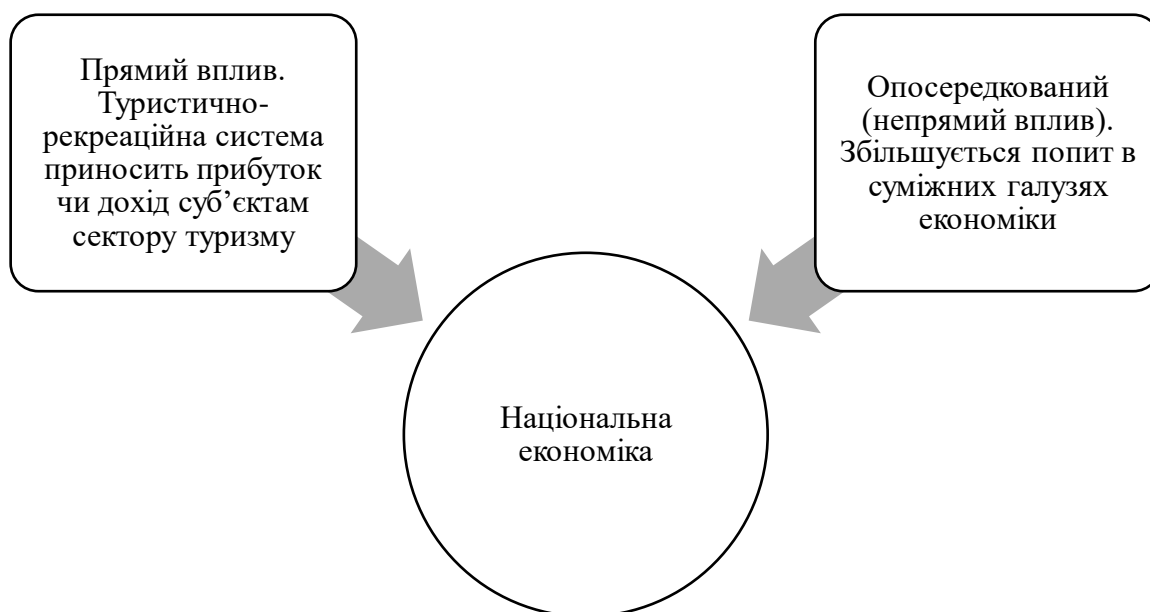 Прямий вплив.
Туристично-
рекреаційна система
приносить прибуток
чи дохід суб’єктам
сектору туризму
Опосередкований
(непрямий вплив).
Збільшується попит в
суміжних галузях
економіки
Національна
економіка